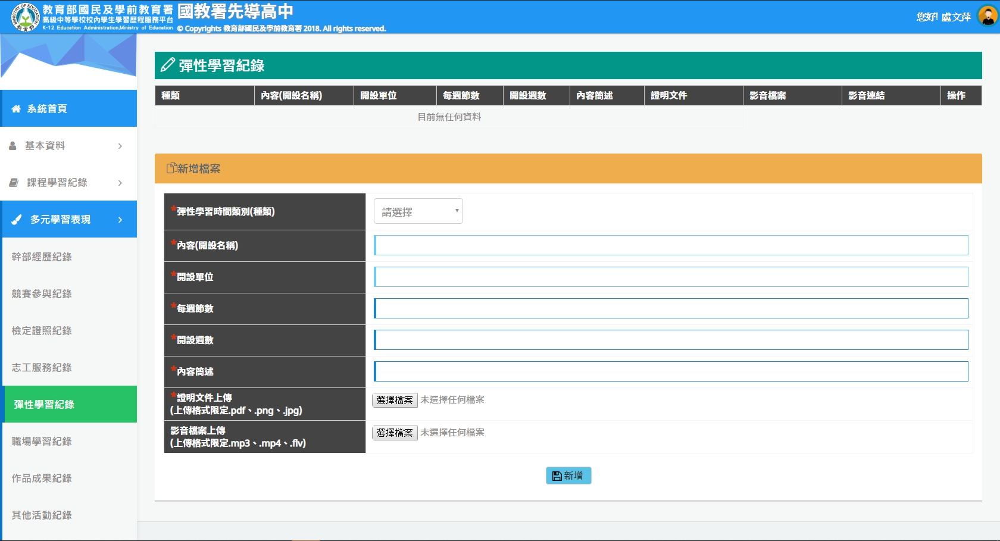 教育部國民及學前教育署
高級中等學校校內學生學習歷程服務平台
K-12 Education Administration,Ministry of Education
國教署先導高中
© Copyrights 教育部國民及學前教育署 2018. All rights reserved.
您好! 盧文萍
MINISTRY OF EDUCATION
教育部
系統首頁
基本資料
課程學習紀錄
多元學習表現
幹部經歷紀錄
競賽參與紀錄
檢定證照紀錄
志工服務紀錄
彈性學習紀錄
職場學習紀錄
作品成果紀錄
其他活動紀錄
彈性學習紀錄
種類 內容(開設名稱) 開設單位 每週節數 開設週數 內容簡述 證明文件 影音檔案 影音連結 操作
目前無任何資料
新增檔案
*彈性學習時間類別(種類) 請選擇
*內容(開設名稱)
*開設單位
*每週節數
*開設週數
*內容簡述
*證明文件上傳
(上傳格式限定.pdf、.png、.jpg)
選擇檔案 未選擇任何檔案
影音檔案上傳
(上傳格式限定.mp3、.mp4、.flv)
選擇檔案 未選擇任何檔案
新增